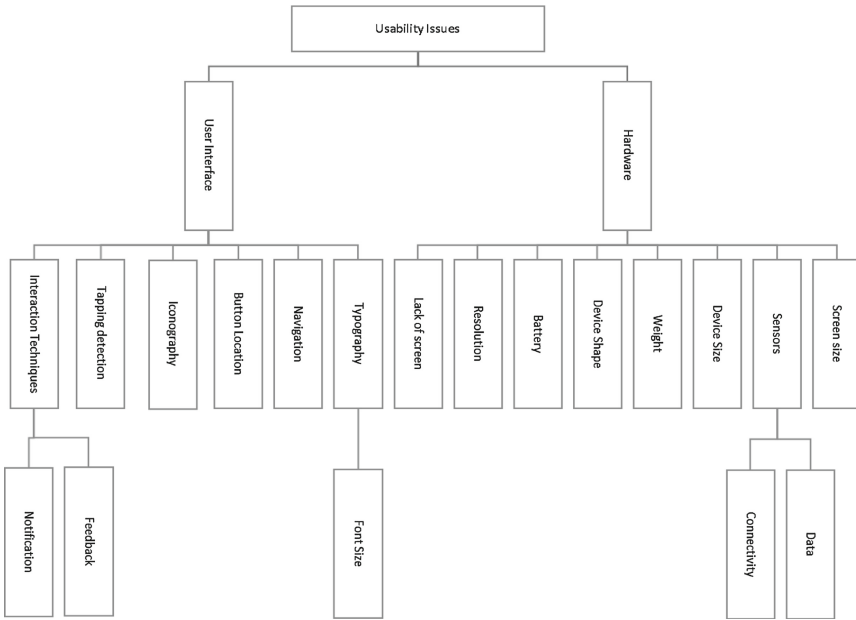 Usability Issues
User Interface
Hardware
Interaction Techniques
Tapping detection
Iconography
Button Location
Navigation
Typography
Lack of screen
Resolution
Battery
Device Shape
Weight
Device Size
Sensors
Screen size
Notification
Feedback
Font Size
Connectivity
Data